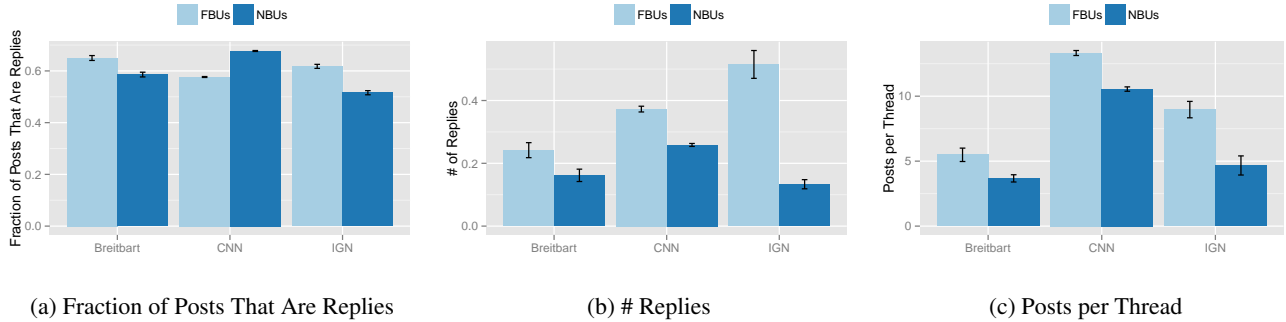 FBUs NBUs
Fraction of Posts That Are Replies
0.6
0.4
0.2
0.0
Breitbart CNN IGN
(a) Fraction of Posts That Are Replies
FBUs NBUs
# of Replies
0.4
0.2
0.0
Breitbart CNN IGN
(b) # Replies
FBUs NBUs
Posts per Thread
10
5
0
Breitbart CNN IGN
(c) Posts per Thread